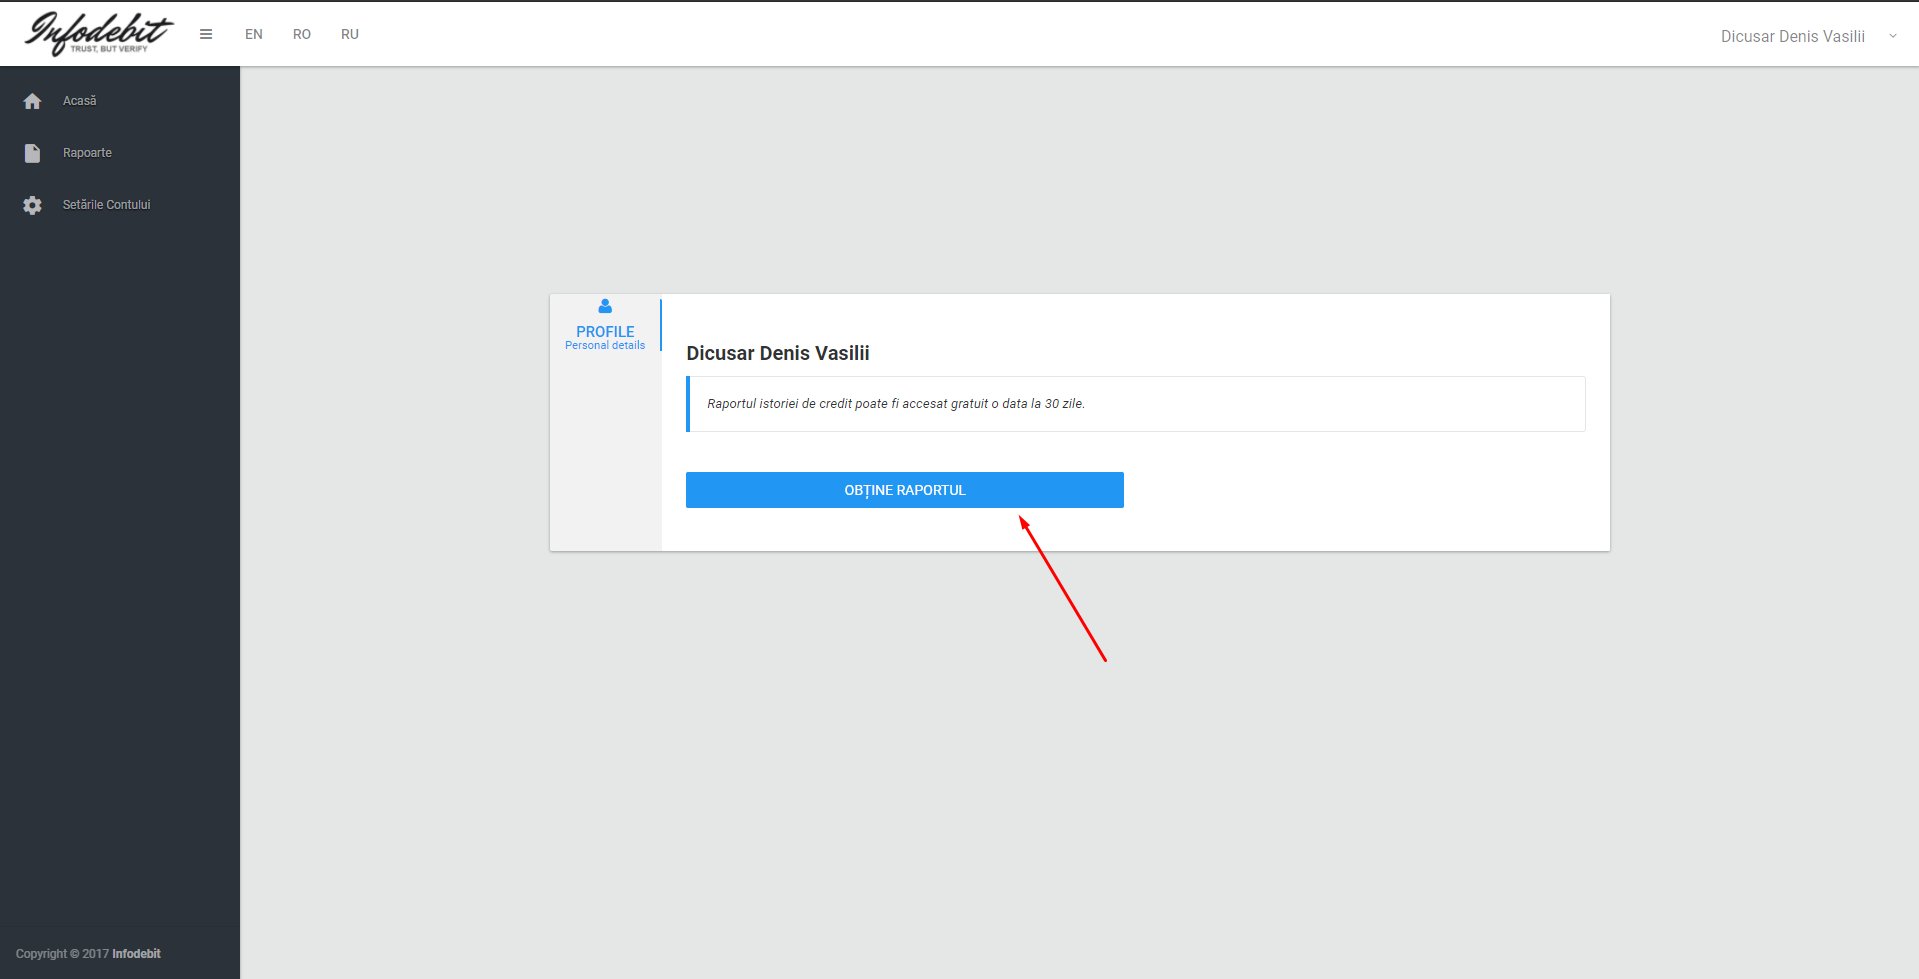 Infodebit
TRUST, BUT VERIFY
EN RO RU
Dicusar Denis Vasilii
Acasă
Rapoarte
Setările Contului
PROFILE
Personal details
Dicusar Denis Vasilii
Raportul istoriei de credit poate fi accesat gratuit o data la 30 zile.
OBȚINE RAPORTUL
Copyright © 2017 Infodebit